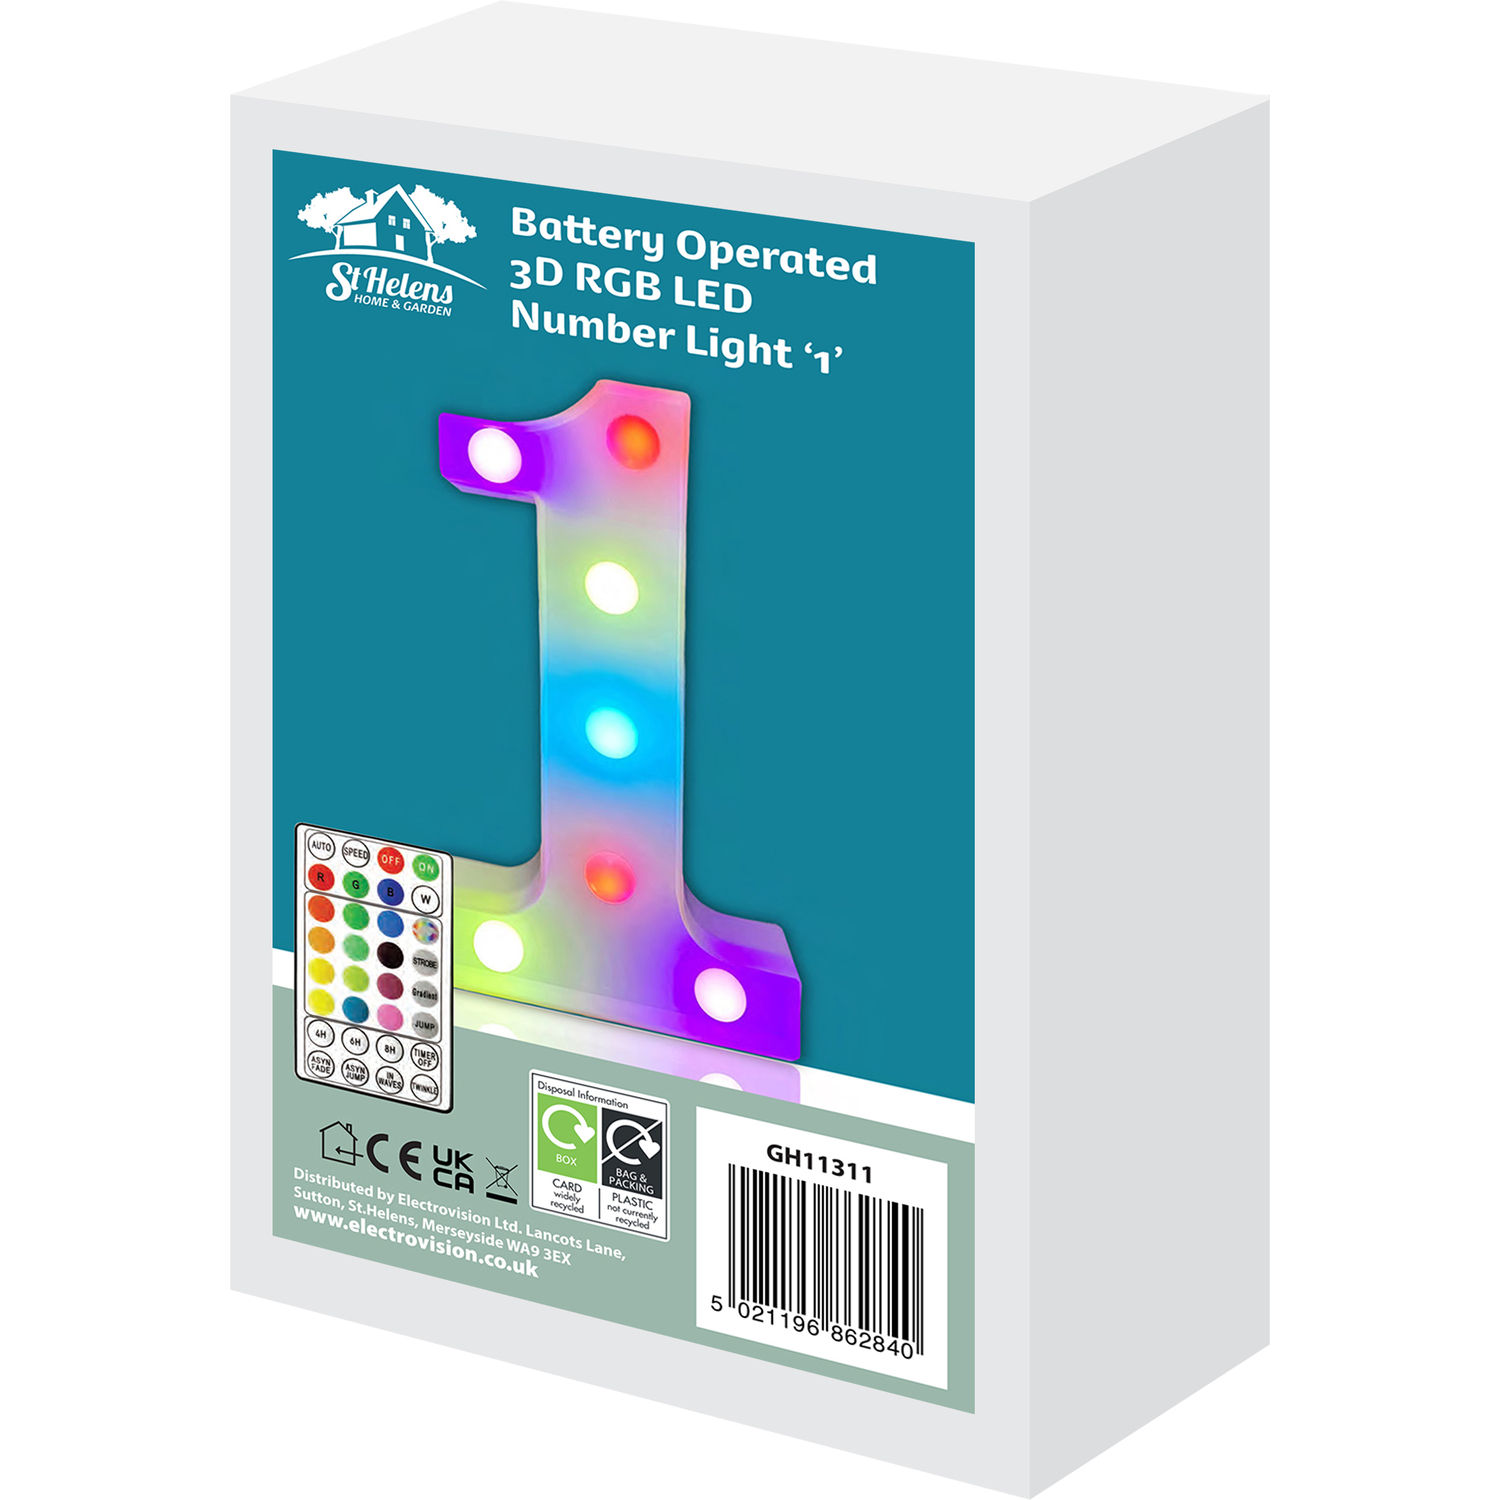 St Helens
HOME & GARDEN
Battery Operated
3D RGB LED
Number Light ‘1’
AUTO SPEED OFF ON
R G B W
STROBE
Gradient
JUMP
4H 6H 8H TIMER OFF
ASYN FADE ASYN JUMP IN WAVES TWINKLE
CE UK CA
Distributed by Electrovision Ltd. Lancots Lane,
Sutton, St.Helens, Merseyside WA9 3EX
www.electrovision.co.uk
Disposal Information
BOX
CARD
widely
recycled
BAG &
PACKING
PLASTIC
not currently
recycled
GH11311
5 021196 862840